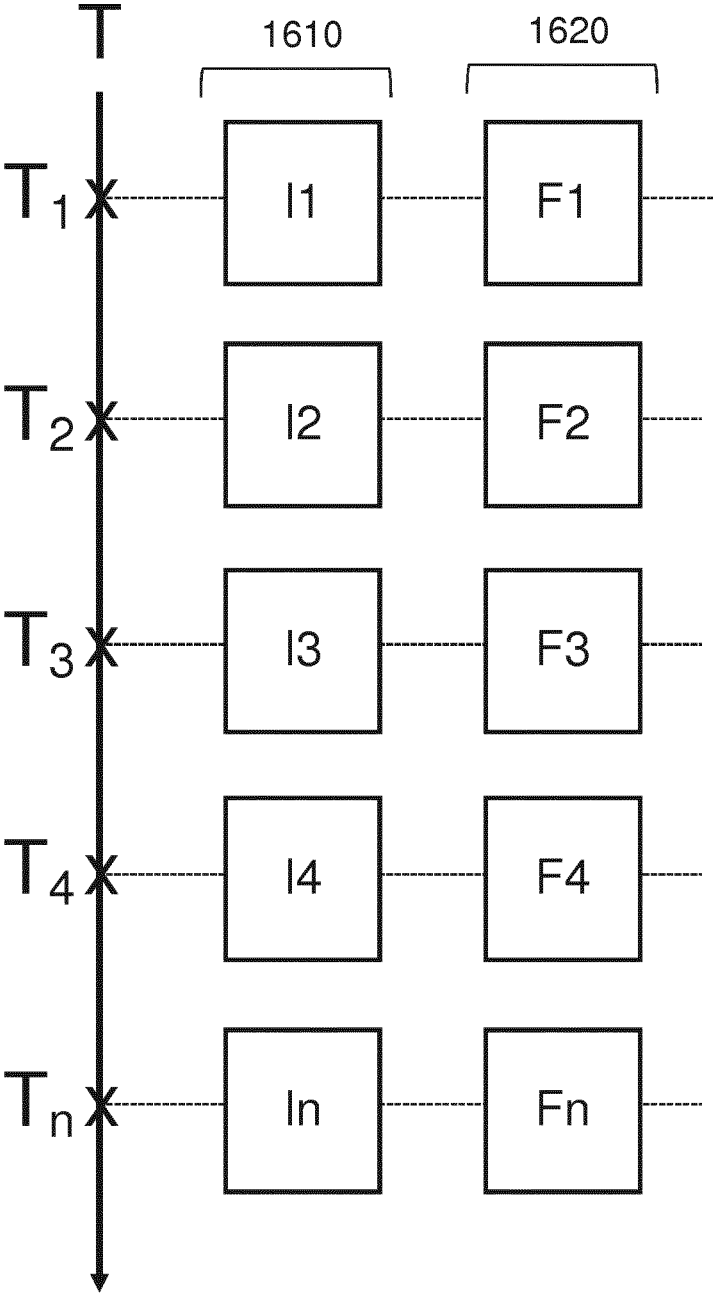 T 1610 1620
T1 X I1 F1
T2 X I2 F2
T3 X I3 F3
T4 X I4 F4
Tn X In Fn